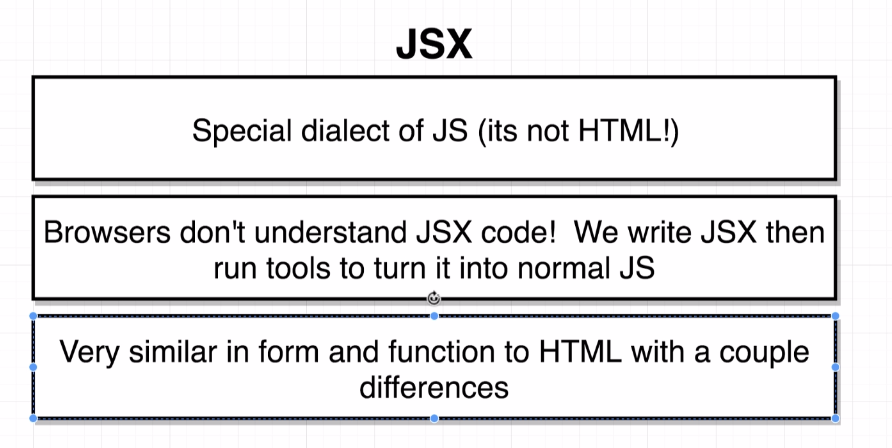 JSX
Special dialect of JS (its not HTML!)
Browsers don't understand JSX code!  We write JSX then
run tools to turn it into normal JS
Very similar in form and function to HTML with a couple
differences